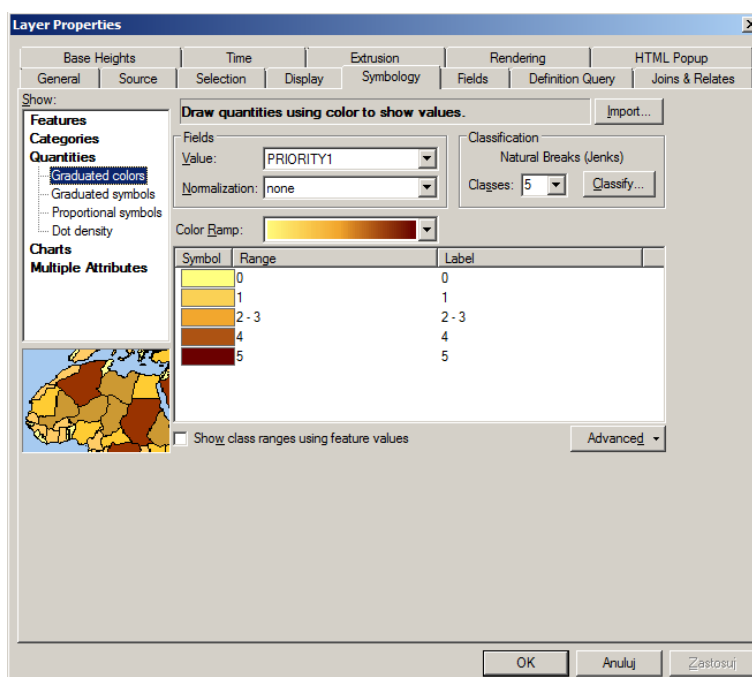 Layer Properties
Base Heights Time Extrusion Rendering HTML Popup
General Source Selection Display Symbology Fields Definition Query Joins & Relates
Show:
Features
Categories
Quantities
Graduated colors
Graduated symbols
Proportional symbols
Dot density
Charts
Multiple Attributes
Draw quantities using color to show values.
Import...
Fields
Value: PRIORITY1
Normalization: none
Classification
Natural Breaks (Jenks)
Classes: 5 Classify...
Color Ramp:
Symbol Range Label
0 0
1 1
2 - 3 2 - 3
4 4
5 5
Show class ranges using feature values
Advanced
OK Anuluj Zastosuj